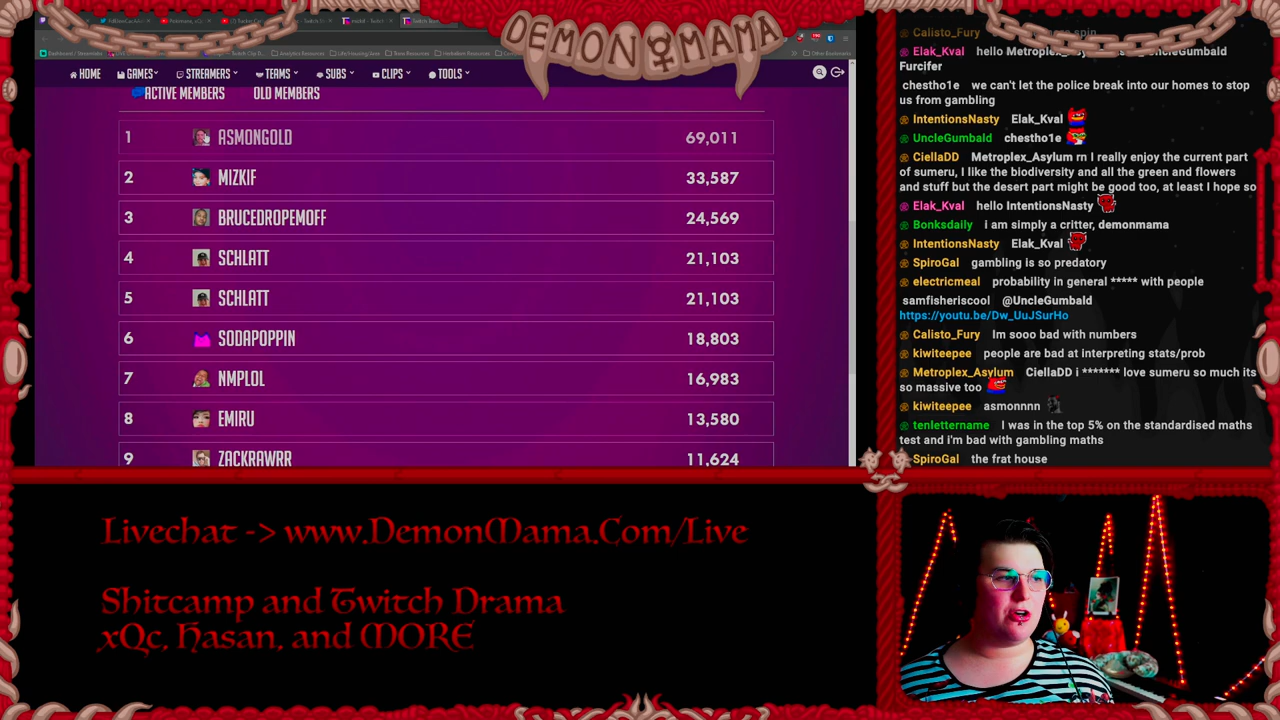 DEMON MAMA
HOME
GAMES
STREAMERS
TEAMS
SUBS
CLIPS
TOOLS
ACTIVE MEMBERS
OLD MEMBERS
1 ASMONGOLD 69,011
2 MIZKIF 33,587
3 BRUCEDROPEMOFF 24,569
4 SCHLATT 21,103
5 SCHLATT 21,103
6 SODAPOPPIN 18,803
7 NMPLOL 16,983
8 EMIRU 13,580
9 ZACKRAWRR 11,624
Livechat -> www.DemonMama.Com/Live
Shitcamp and Twitch Drama
xQc, Hasan, and MORE
Calisto_Fury spin
Elak_Kval hello UncleGumbald
Furcifer
chestho1e we can't let the police break into our homes to stop
us from gambling
IntentionsNasty Elak_Kval
UncleGumbald chestho1e
CiellaDD Metroplex_Asylum rn I really enjoy the current part
of sumeru, I like the biodiversity and all the green and flowers
and stuff but the desert part might be good too, at least I hope so
Elak_Kval hello IntentionsNasty
Bonksdaily i am simply a critter, demonmama
IntentionsNasty Elak_Kval
SpiroGal gambling is so predatory
electricmeal probability in general ***** with people
samfisheriscool @UncleGumbald
https://youtu.be/Dw_UuJSurHo
Calisto_Fury Im sooo bad with numbers
kiwiteepee people are bad at interpreting stats/prob
Metroplex_Asylum CiellaDD i ******* love sumeru so much its
so massive too
kiwiteepee asmonnnn
tenlettername I was in the top 5% on the standardised maths
test and i'm bad with gambling maths
SpiroGal the frat house